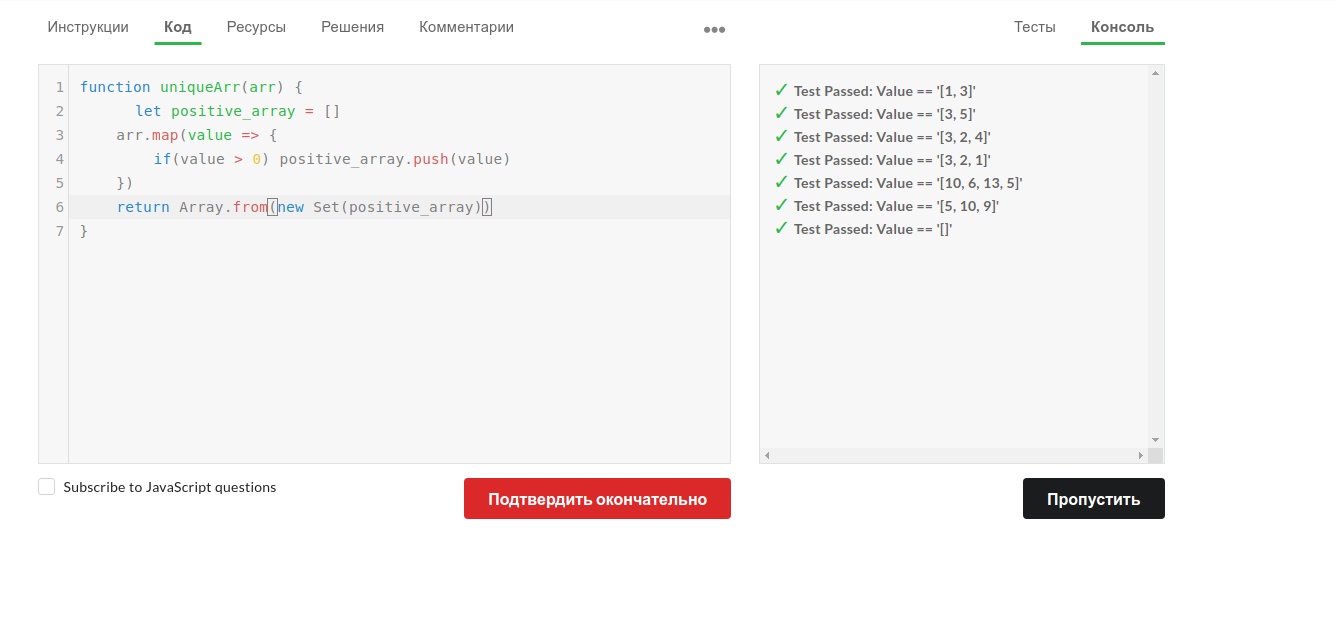 Инструкции Код Ресурсы Решения Комментарии ••• Тесты Консоль
1 function uniqueArr(arr) {
2 let positive_array = []
3 arr.map(value => {
4 if(value > 0) positive_array.push(value)
5 })
6 return Array.from(new Set(positive_array))
7 }
✓ Test Passed: Value == '[1, 3]'
✓ Test Passed: Value == '[3, 5]'
✓ Test Passed: Value == '[3, 2, 4]'
✓ Test Passed: Value == '[3, 2, 1]'
✓ Test Passed: Value == '[10, 6, 13, 5]'
✓ Test Passed: Value == '[5, 10, 9]'
✓ Test Passed: Value == '[]'
Subscribe to JavaScript questions
Подтвердить окончательно
Пропустить